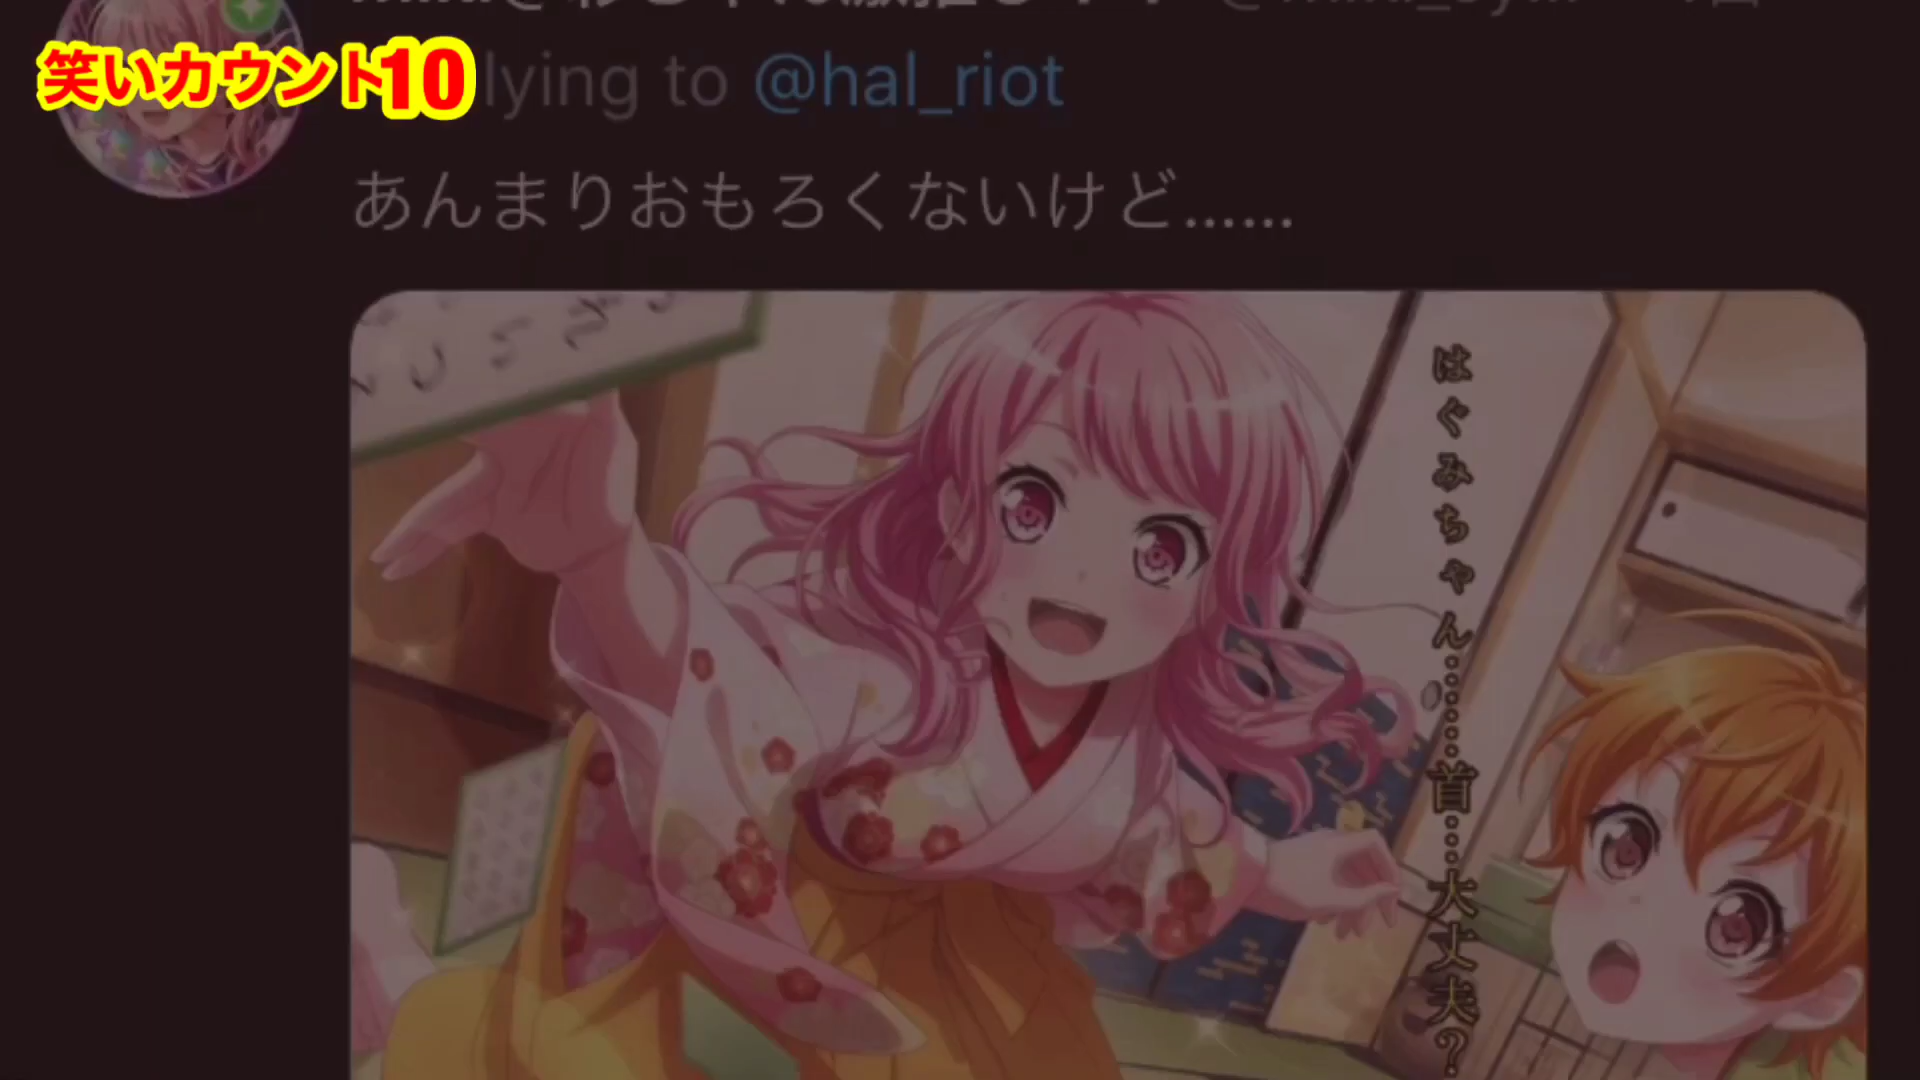 笑いカウント10
lying to @hal_riot
あんまりおもろくないけど......
はぐみちゃん……首…大丈夫?